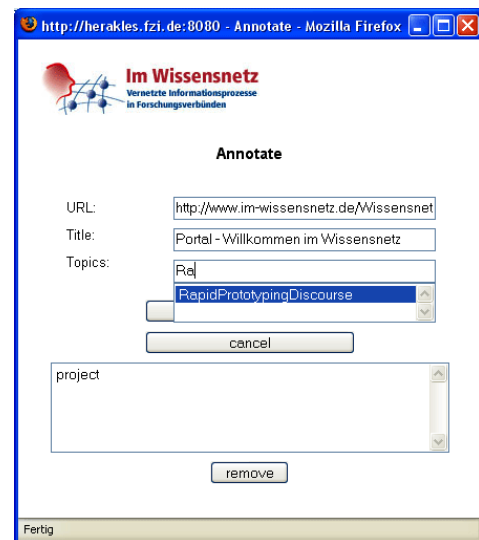 http://herakles.fzi.de:8080 - Annotate - Mozilla Firefox
Im Wissensnetz
Vernetzte Informationsprozesse
in Forschungsverbünden
Annotate
URL:
http://www.im-wissensnetz.de/Wissensnet
Title:
Portal - Willkommen im Wissensnetz
Topics:
Ra
RapidPrototypingDiscourse
cancel
project
remove
Fertig